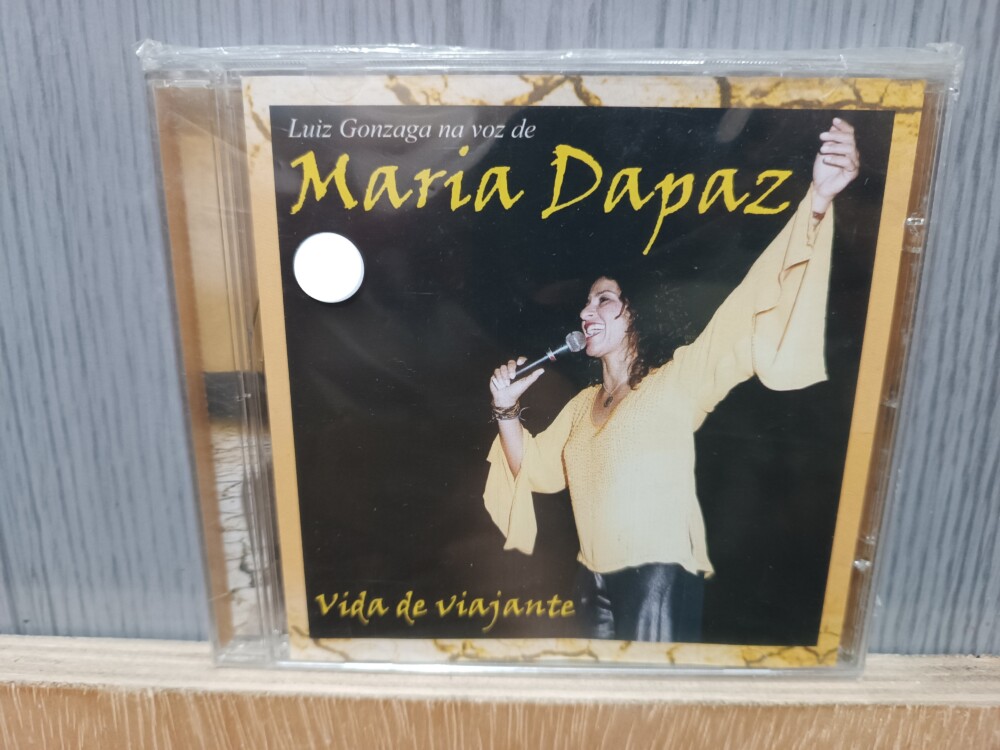 Luiz Gonzaga na voz de
Maria Dapaz
Vida de viajante